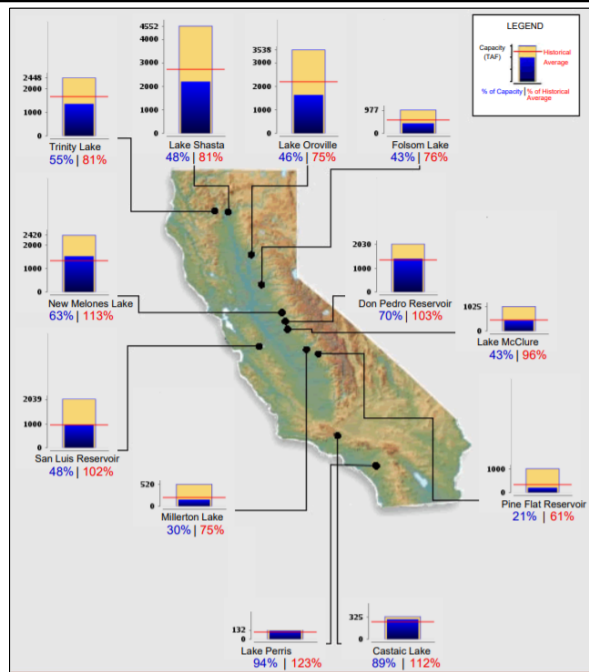 LEGEND
Capacity
(TAF)
Historical
Average
% of Capacity | % of Historical
Average
4552
4000
3000
2000
1000
0
Lake Shasta
48% | 81%
3538
3000
2000
1000
0
Lake Oroville
46% | 75%
2448
2000
1000
0
Trinity Lake
55% | 81%
977
0
Folsom Lake
43% | 76%
2420
2000
1000
0
New Melones Lake
63% | 113%
2030
1000
0
Don Pedro Reservoir
70% | 103%
1025
0
Lake McClure
43% | 96%
2039
1000
0
San Luis Reservoir
48% | 102%
520
0
Millerton Lake
30% | 75%
1000
0
Pine Flat Reservoir
21% | 61%
132
0
Lake Perris
94% | 123%
325
0
Castaic Lake
89% | 112%